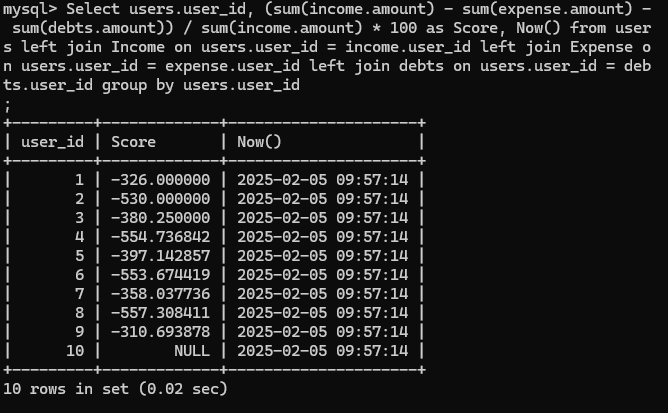 mysql> Select users.user_id, (sum(income.amount) - sum(expense.amount) -
 sum(debts.amount)) / sum(income.amount) * 100 as Score, Now() from user
s left join Income on users.user_id = income.user_id left join Expense o
n users.user_id = expense.user_id left join debts on users.user_id = deb
ts.user_id group by users.user_id
;
+---------+-------------+---------------------+
| user_id | Score       | Now()               |
+---------+-------------+---------------------+
|       1 | -326.000000 | 2025-02-05 09:57:14 |
|       2 | -530.000000 | 2025-02-05 09:57:14 |
|       3 | -380.250000 | 2025-02-05 09:57:14 |
|       4 | -554.736842 | 2025-02-05 09:57:14 |
|       5 | -397.142857 | 2025-02-05 09:57:14 |
|       6 | -553.674419 | 2025-02-05 09:57:14 |
|       7 | -358.037736 | 2025-02-05 09:57:14 |
|       8 | -557.308411 | 2025-02-05 09:57:14 |
|       9 | -310.693878 | 2025-02-05 09:57:14 |
|      10 |        NULL | 2025-02-05 09:57:14 |
+---------+-------------+---------------------+
10 rows in set (0.02 sec)